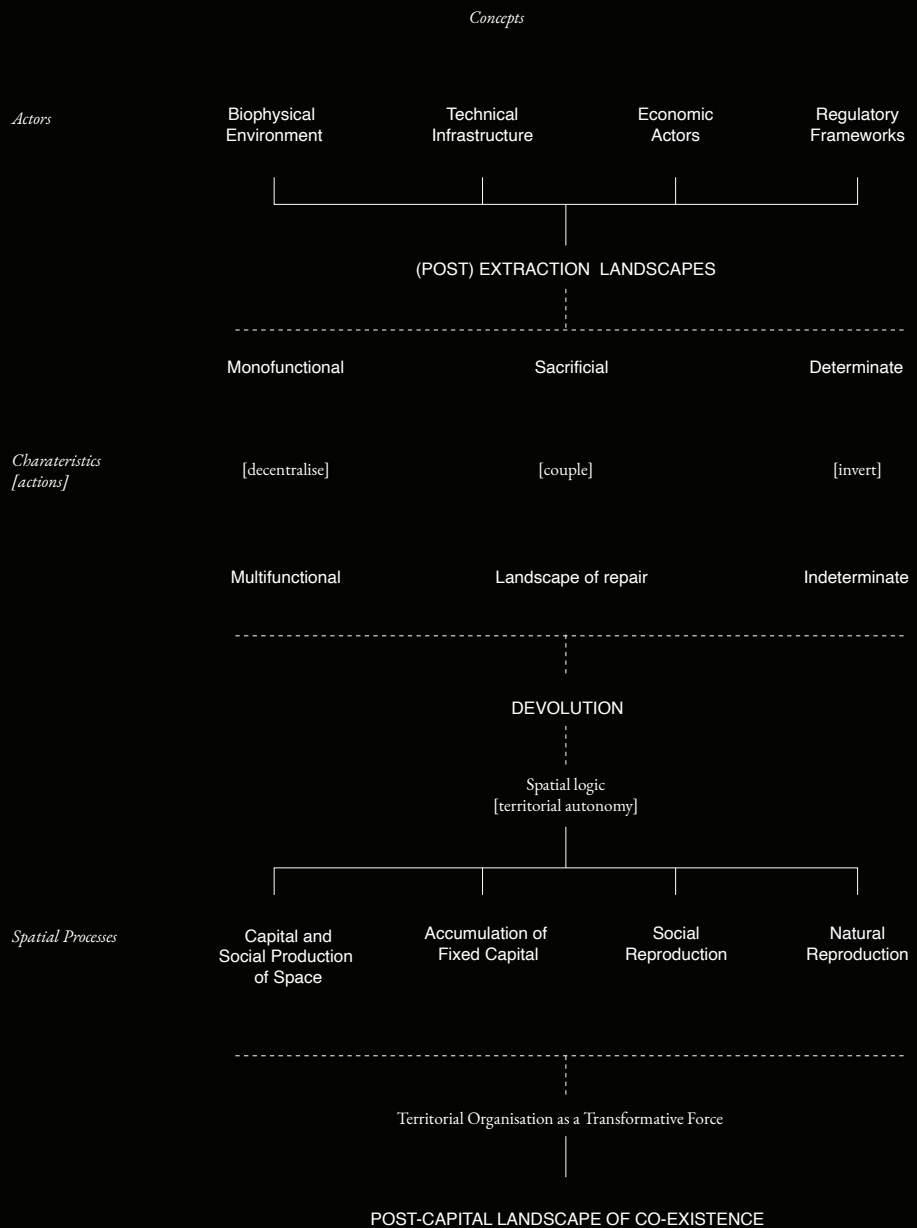 Concepts
Actors
Biophysical
Environment
Technical
Infrastructure
Economic
Actors
Regulatory
Frameworks
(POST) EXTRACTION LANDSCAPES
Monofunctional
Sacrificial
Determinate
Charateristics
[actions]
[decentralise]
[couple]
[invert]
Multifunctional
Landscape of repair
Indeterminate
DEVOLUTION
Spatial logic
[territorial autonomy]
Spatial Processes
Capital and
Social Production
of Space
Accumulation of
Fixed Capital
Social
Reproduction
Natural
Reproduction
Territorial Organisation as a Transformative Force
POST-CAPITAL LANDSCAPE OF CO-EXISTENCE